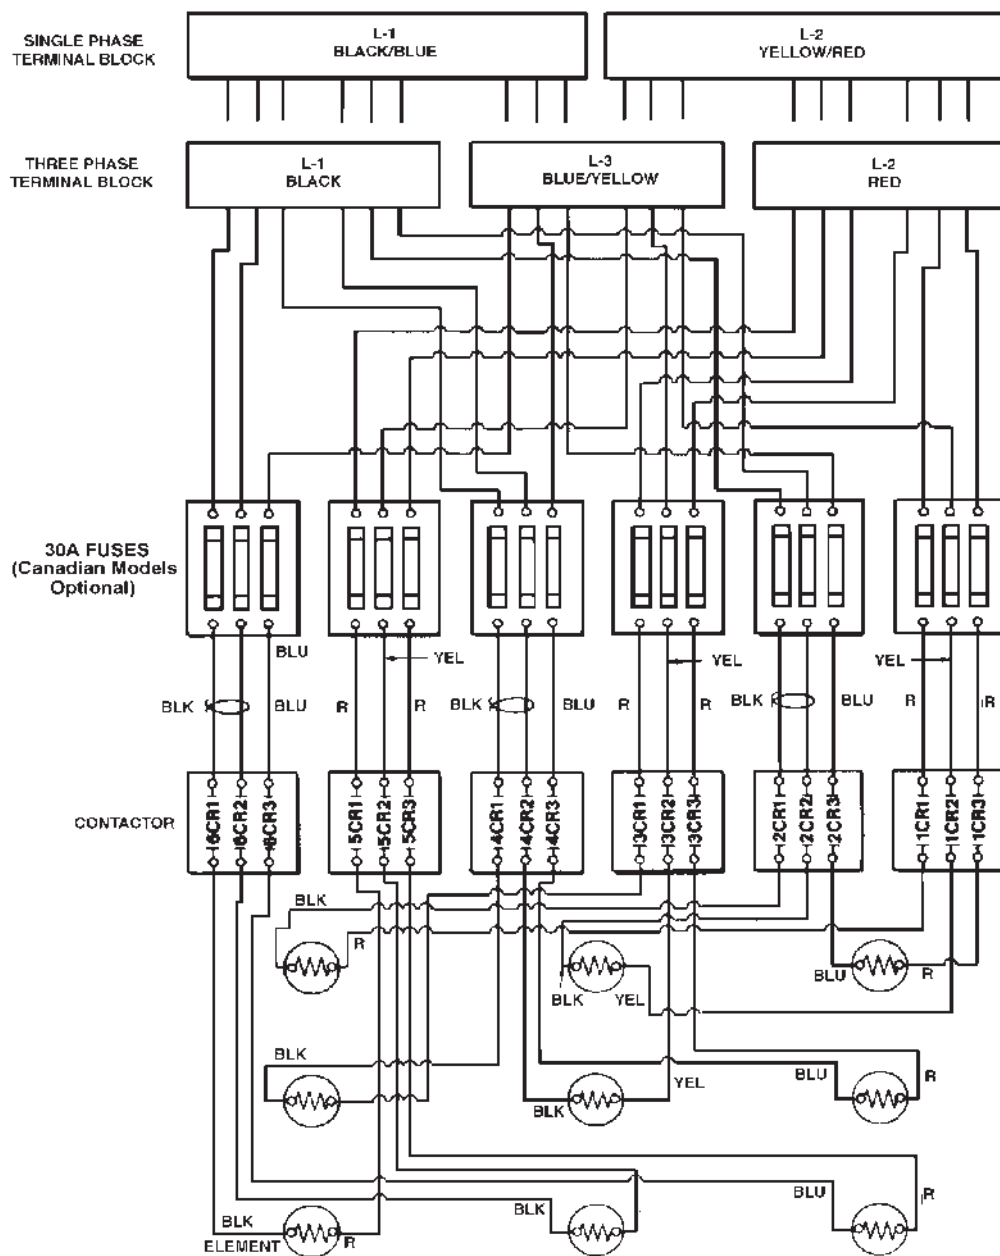 SINGLE PHASE
TERMINAL BLOCK
L-1
BLACK/BLUE
L-2
YELLOW/RED
THREE PHASE
TERMINAL BLOCK
L-1
BLACK
L-3
BLUE/YELLOW
L-2
RED
30A FUSES
(Canadian Models
Optional)
BLU
YEL
YEL
YEL
BLK
BLU
R
R
BLK
BLU
R
R
BLK
BLU
R
R
CONTACTOR
6CR1
6CR2
6CR3
5CR1
5CR2
5CR3
4CR1
4CR2
4CR3
3CR1
3CR2
3CR3
2CR1
2CR2
2CR3
1CR1
1CR2
1CR3
BLK
R
BLK
YEL
BLU
R
BLK
BLK
YEL
BLU
R
BLK
ELEMENT
R
BLK
BLU
R